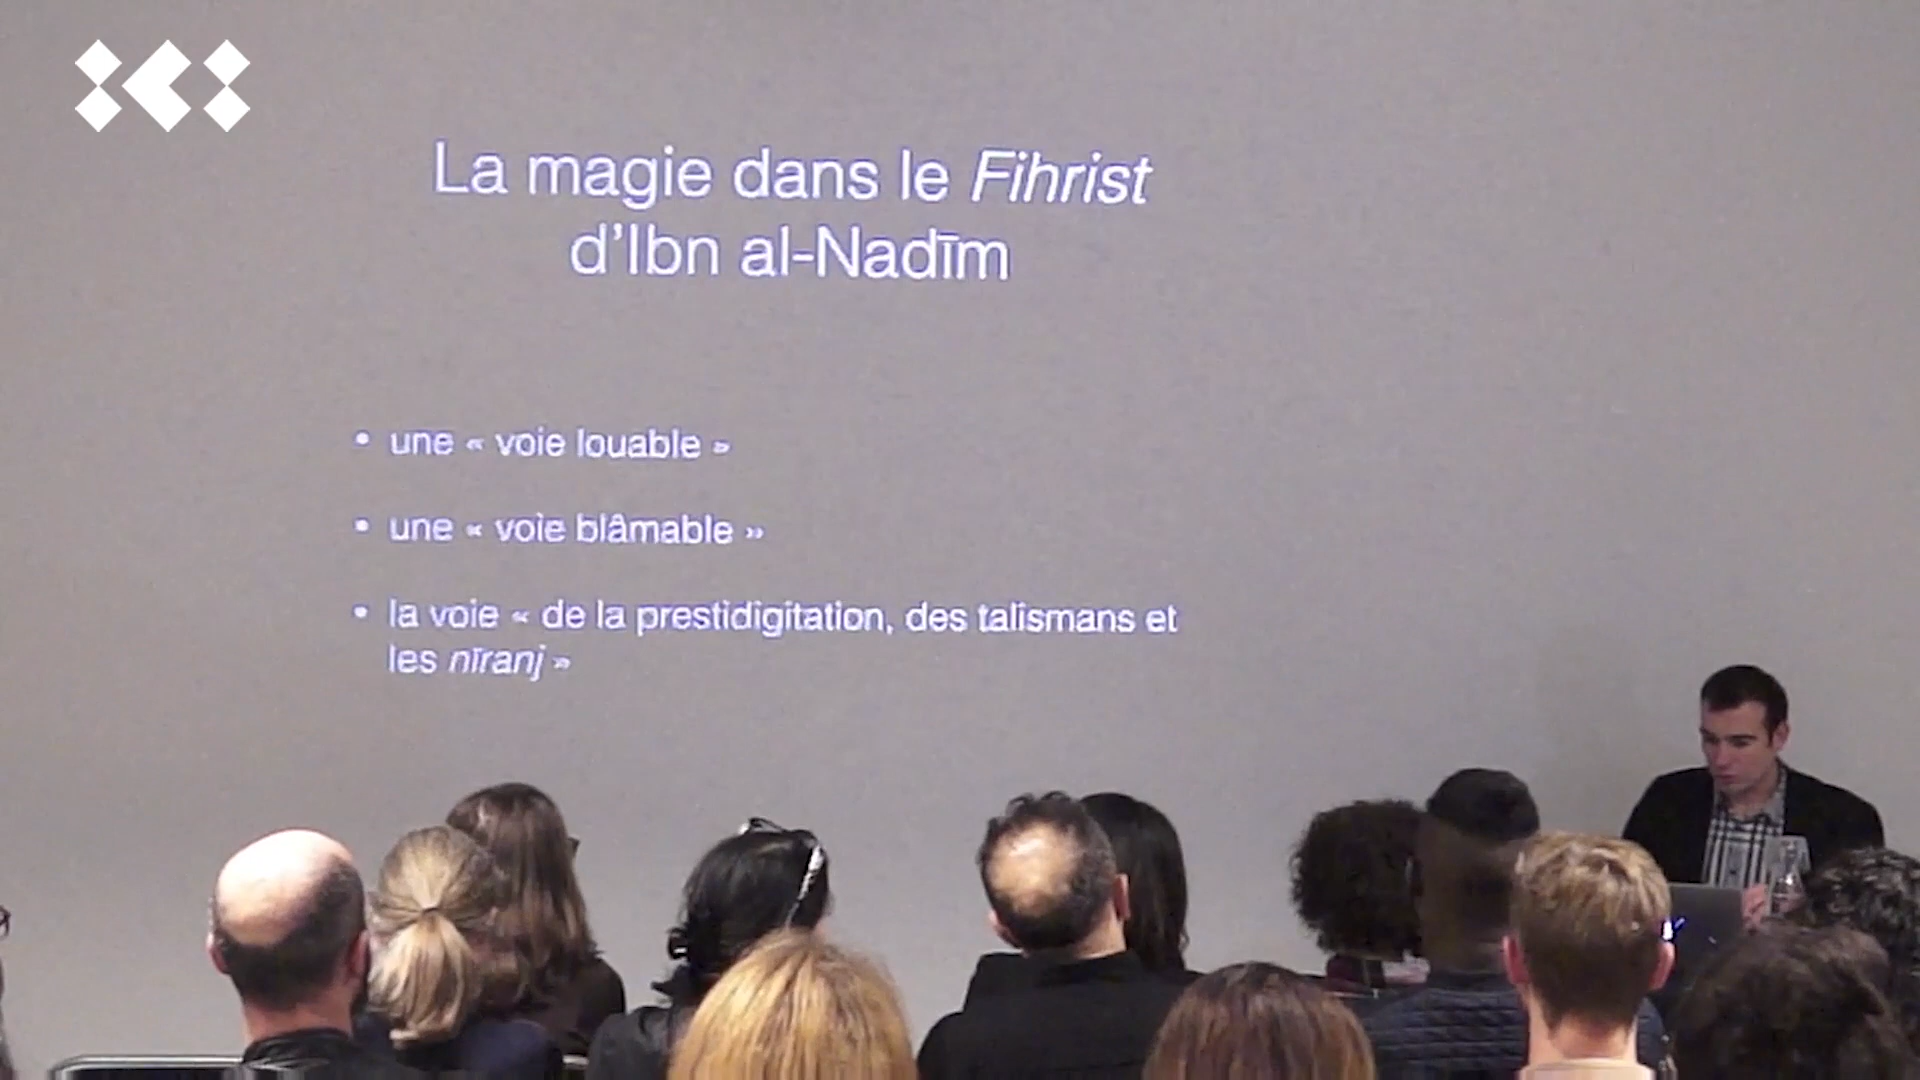 La magie dans le Fihrist
d’Ibn al-Nadīm
• une « voie louable »
• une « voie blâmable »
• la voie « de la prestidigitation, des talismans et
les nīranj »